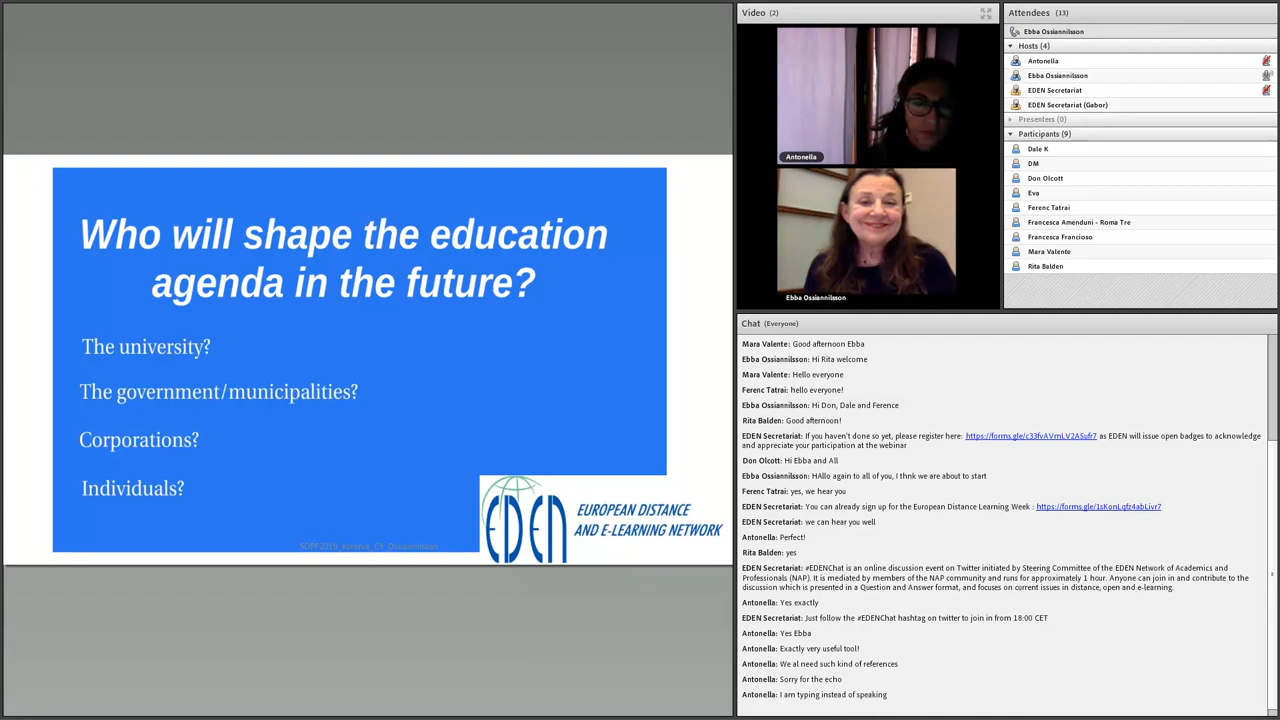 Who will shape the education
agenda in the future?
The university?
The government/municipalities?
Corporations?
Individuals?
EDEN
EUROPEAN DISTANCE
AND E-LEARNING NETWORK
Video (2)
Antonella
Ebba Ossiannilsson
Attendees (13)
Ebba Ossiannilsson
Hosts (4)
Antonella
Ebba Ossiannilsson
EDEN Secretariat
EDEN Secretariat (Gabor)
Presenters (0)
Participants (9)
Dale K
DM
Don Olcott
Eva
Ferenc Tatrai
Francesca Amenduni - Roma Tre
Francesca Francioso
Mara Valente
Rita Balden
Chat (Everyone)
Mara Valente: Good afternoon Ebba
Ebba Ossiannilsson: Hi Rita welcome
Mara Valente: Hello everyone
Ferenc Tatrai: hello everyone!
Ebba Ossiannilsson: Hi Don, Dale and Ference
Rita Balden: Good afternoon!
EDEN Secretariat: If you haven't done so yet, please register here: https://forms.gle/c33fvAVmLV2ASufr7 as EDEN will issue open badges to acknowledge
and appreciate your participation at the webinar
Don Olcott: Hi Ebba and All
Ebba Ossiannilsson: HAllo again to all of you, I thnk we are about to start
Ferenc Tatrai: yes, we hear you
EDEN Secretariat: You can already sign up for the European Distance Learning Week : https://forms.gle/1sKonLqfz4abLivr7
EDEN Secretariat: we can hear you well
Antonella: Perfect!
Rita Balden: yes
EDEN Secretariat: #EDENChat is an online discussion event on Twitter initiated by Steering Committee of the EDEN Network of Academics and
Professionals (NAP). It is mediated by members of the NAP community and runs for approximately 1 hour. Anyone can join in and contribute to the
discussion which is presented in a Question and Answer format, and focuses on current issues in distance, open and e-learning.
Antonella: Yes exactly
EDEN Secretariat: Just follow the #EDENChat hashtag on twitter to join in from 18:00 CET
Antonella: Yes Ebba
Antonella: Exactly very useful tool!
Antonella: We al need such kind of references
Antonella: Sorry for the echo
Antonella: I am typing instead of speaking